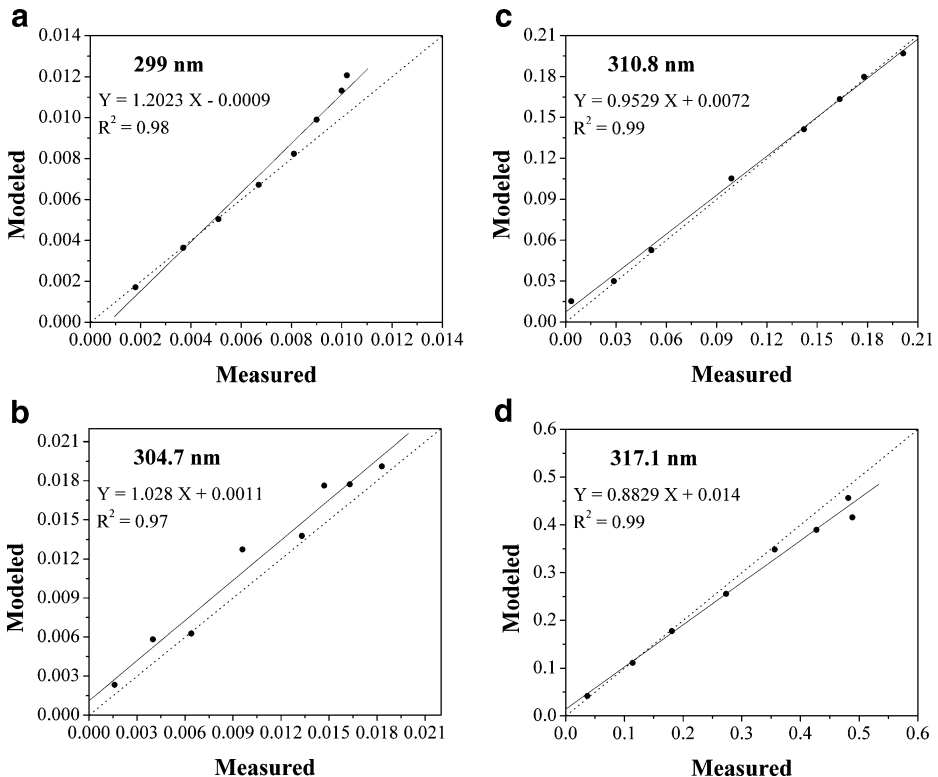 a
299 nm
Y = 1.2023 X - 0.0009
R² = 0.98
Modeled
0.014
0.012
0.010
0.008
0.006
0.004
0.002
0.000
0.000 0.002 0.004 0.006 0.008 0.010 0.012 0.014
Measured
c
310.8 nm
Y = 0.9529 X + 0.0072
R² = 0.99
Modeled
0.21
0.18
0.15
0.12
0.09
0.06
0.03
0.00
0.00 0.03 0.06 0.09 0.12 0.15 0.18 0.21
Measured
b
304.7 nm
Y = 1.028 X + 0.0011
R² = 0.97
Modeled
0.021
0.018
0.015
0.012
0.009
0.006
0.003
0.000
0.000 0.003 0.006 0.009 0.012 0.015 0.018 0.021
Measured
d
317.1 nm
Y = 0.8829 X + 0.014
R² = 0.99
Modeled
0.6
0.5
0.4
0.3
0.2
0.1
0.0
0.0 0.1 0.2 0.3 0.4 0.5 0.6
Measured